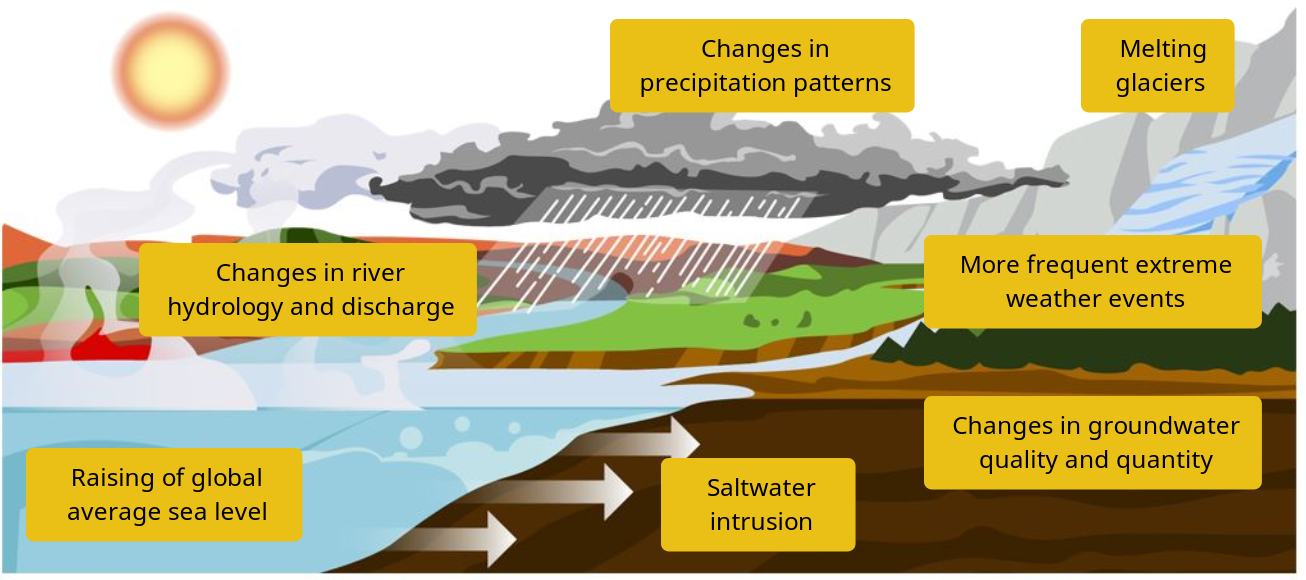 Changes in
precipitation patterns
Melting
glaciers
Changes in river
hydrology and discharge
More frequent extreme
weather events
Changes in groundwater
quality and quantity
Raising of global
average sea level
Saltwater
intrusion